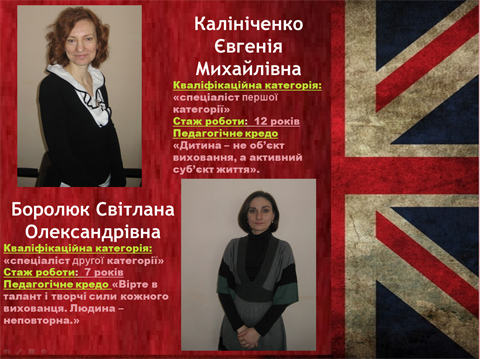 Калініченко
Євгенія
Михайлівна
Кваліфікаційна категорія:
«спеціаліст першої
категорії»
Стаж роботи:  12 років
Педагогічне кредо
«Дитина – не об’єкт
виховання, а активний
суб’єкт життя».
Боролюк Світлана
Олександрівна
Кваліфікаційна категорія:
«спеціаліст другої категорії»
Стаж роботи:  7 років
Педагогічне кредо «Вірте в
талант і творчі сили кожного
вихованця. Людина –
неповторна.»